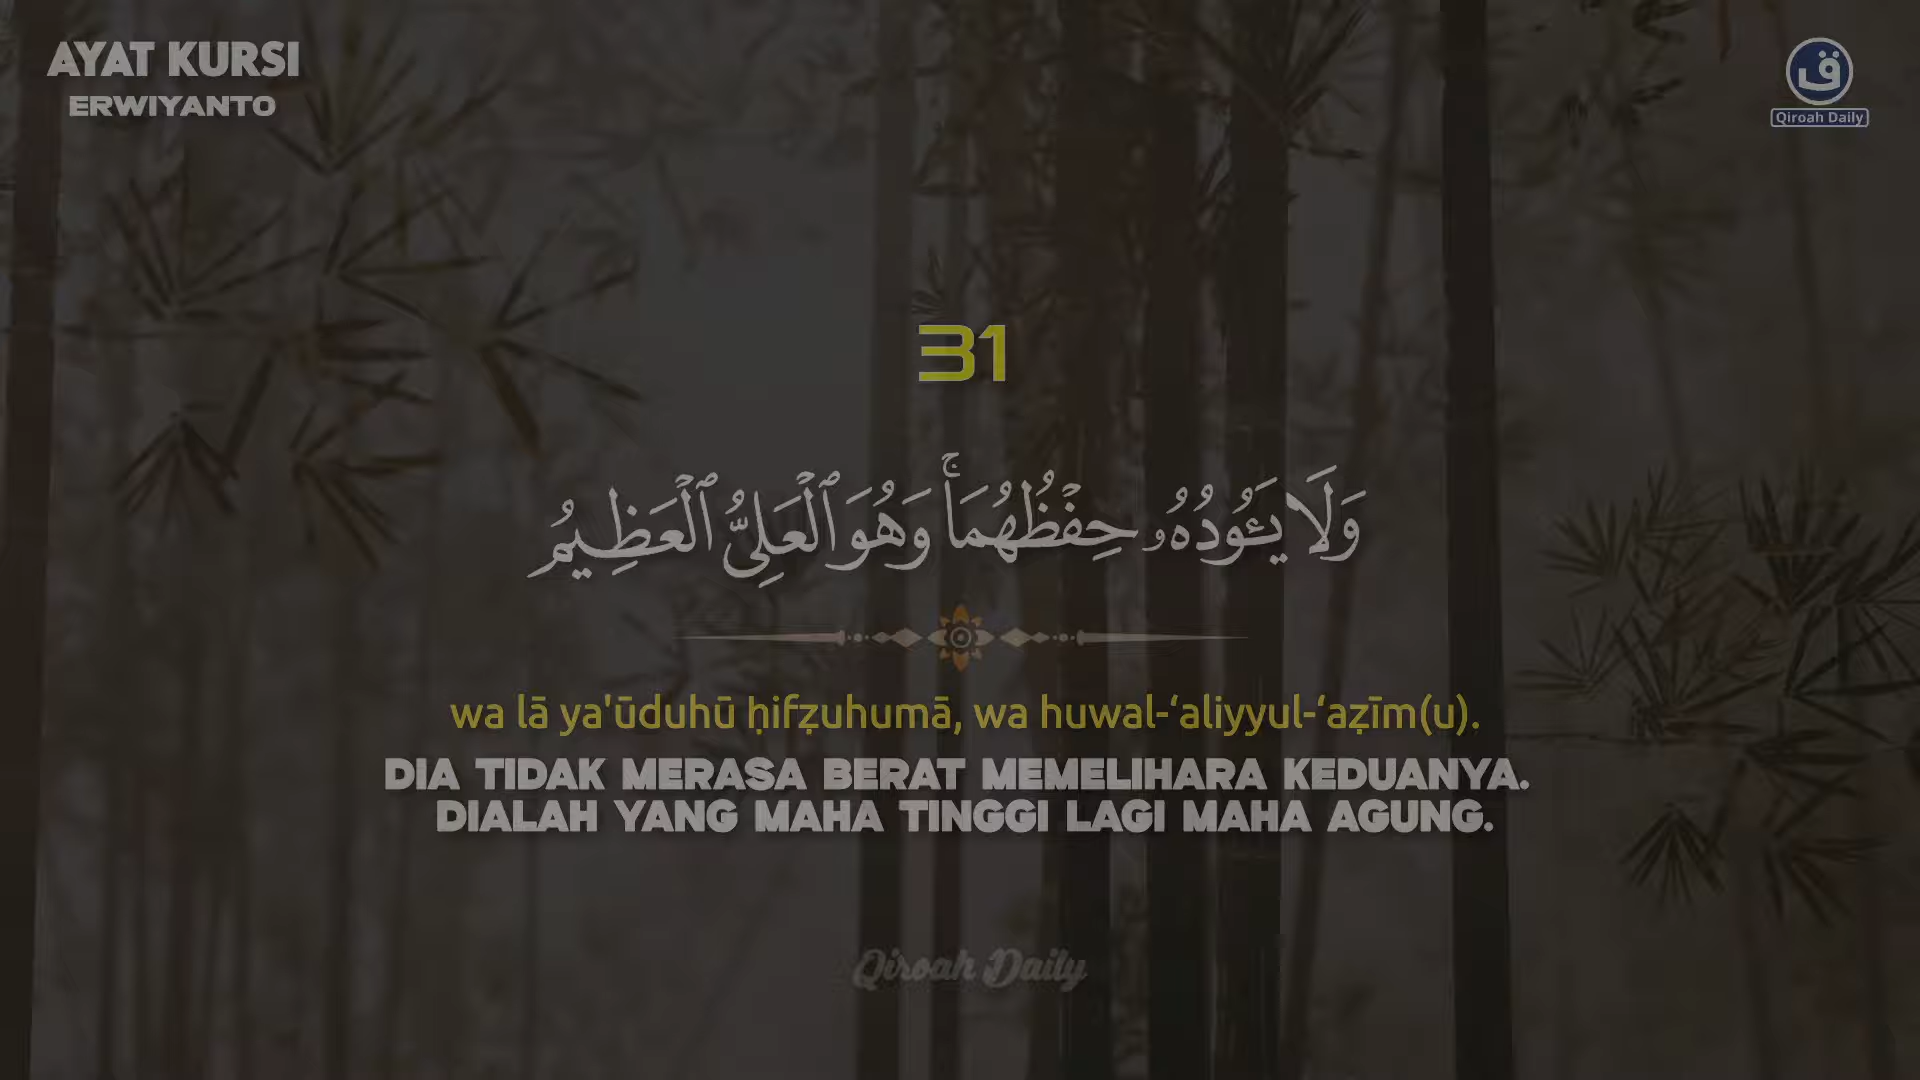 AYAT KURSI
ERWIYANTO
ق
Qiroah Daily
31
وَلَا يَـُٔودُهُۥ حِفْظُهُمَاۚ وَهُوَ ٱلْعَلِىُّ ٱلْعَظِيمُ
wa lā ya'ūduhū ḥifẓuhumā, wa huwal-‘aliyyul-‘aẓīm(u).
DIA TIDAK MERASA BERAT MEMELIHARA KEDUANYA.
DIALAH YANG MAHA TINGGI LAGI MAHA AGUNG.
Qiroah Daily